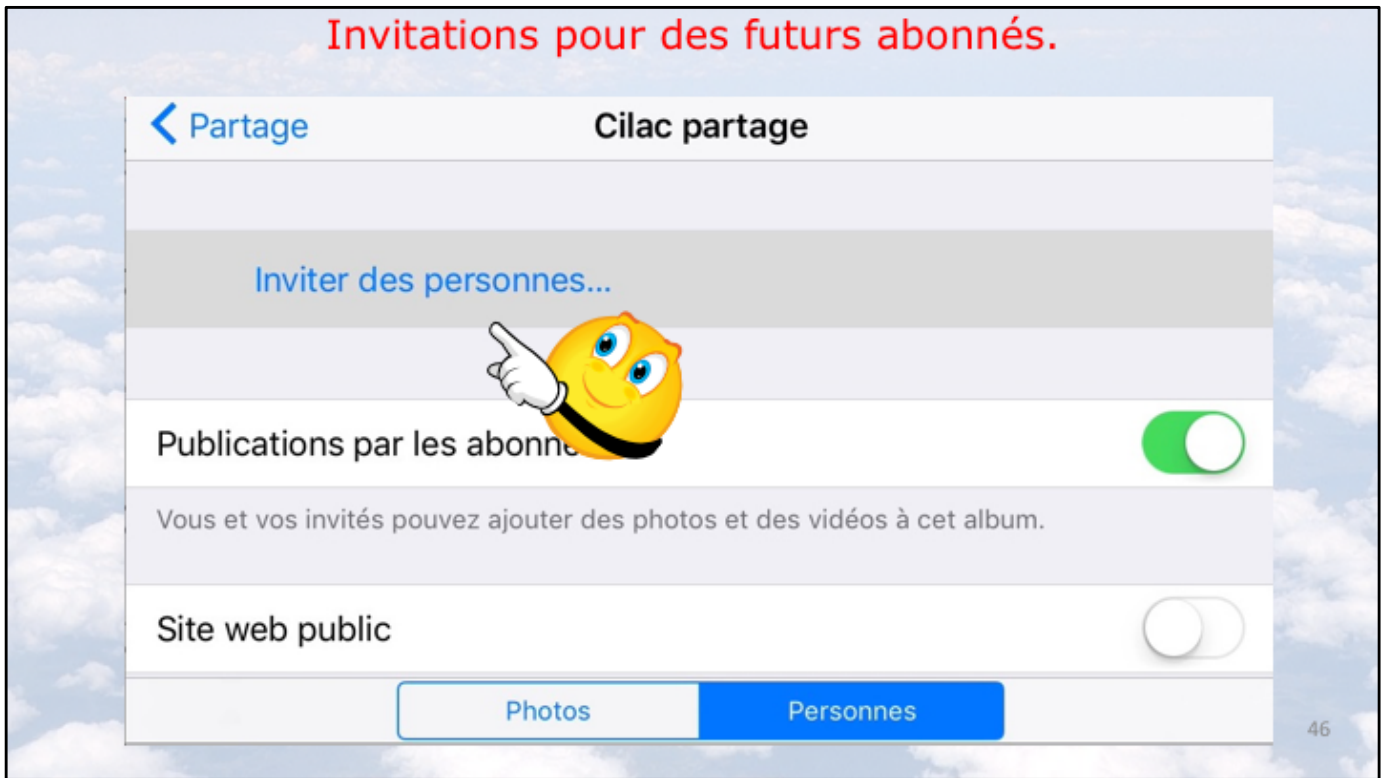 Invitations pour des futurs abonnés.
Partage Cilac partage
Inviter des personnes...
Publications par les
Vous et vos invités pouvez ajouter des photos et des vidéos à cet album.
Site web public
Photos Personnes
46